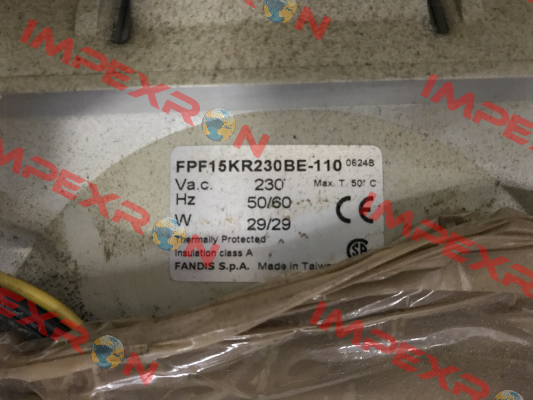 IMPEXRON
IMPEXRON
FPF15KR230BE-110 0624B
Va.c. 230 Max. T. 50° C
Hz 50/60
W 29/29
CE
Thermally Protected
Insulation class A
FANDIS S.p.A. Made in Taiwan
IMPEXRON
IMPEXRON
IMPEXRON